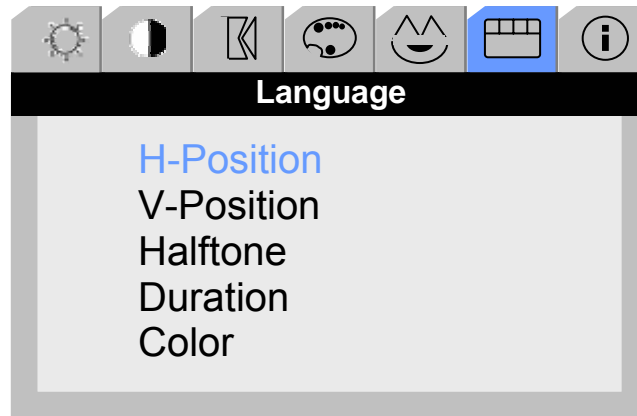 Language
H-Position
V-Position
Halftone
Duration
Color